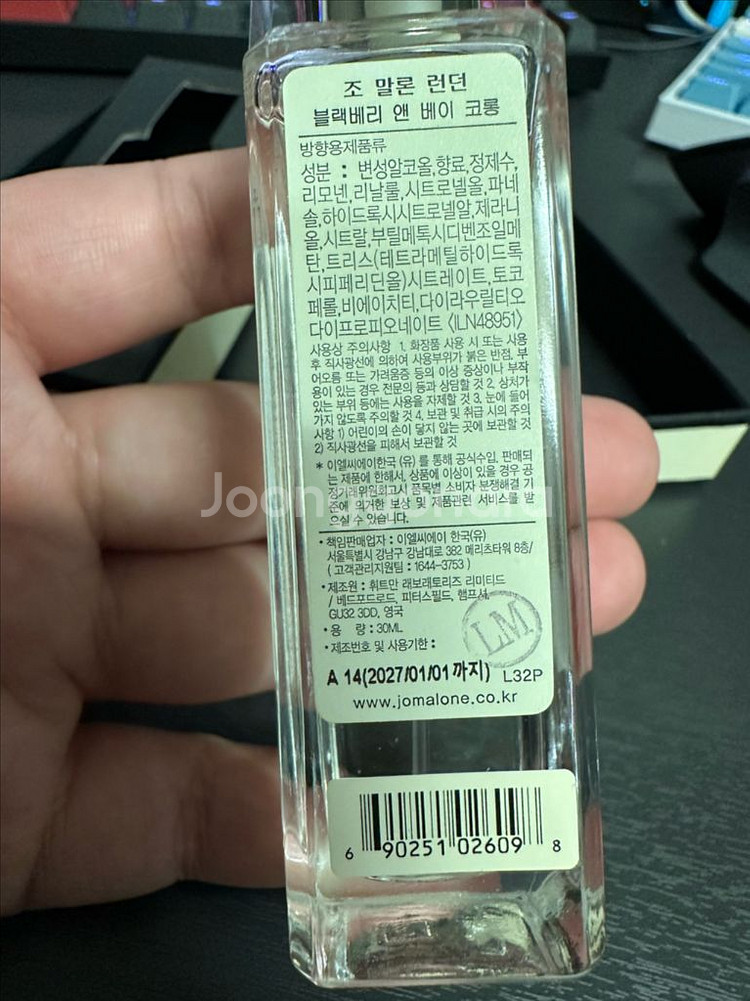 조 말론 런던
블랙베리 앤 베이 코롱
방향용제품류
성분 : 변성알코올,향료,정제수,
리모넨,리날룰,시트로넬올,파네
솔,하이드록시시트로넬알,제라니
올,시트랄,부틸메톡시디벤조일메
탄,트리스(테트라메틸하이드록
시피페리딘올)시트레이트,토코
페롤,비에이치티,다이라우릴티오
다이프로피오네이트 <ILN48951>
사용상 주의사항 1. 화장품 사용 시 또는 사용
후 직사광선에 의하여 사용부위가 붉은 반점, 부
어오름 또는 가려움증 등의 이상 증상이나 부작
용이 있는 경우 전문의 등과 상담할 것 2. 상처가
있는 부위 등에는 사용을 자제할 것 3. 눈에 들어
가지 않도록 주의할 것 4. 보관 및 취급 시의 주의
사항 1) 어린이의 손이 닿지 않는 곳에 보관할 것
2) 직사광선을 피해서 보관할 것
* 이엘씨에이한국 (유) 를 통해 공식수입, 판매되
는 제품에 한해서, 상품에 이상이 있을 경우 공
정거래위원회고시 품목별 소비자 분쟁해결 기
준에 의거한 보상 및 제품관련 서비스를 받
으실 수 있습니다.
• 책임판매업자 : 이엘씨에이 한국(유)
서울특별시 강남구 강남대로 382 메리츠타워 8층/
( 고객관리지원팀 : 1644-3753 )
• 제조원 : 휘트만 래보레토리즈 리미티드
/ 베드포드로드, 피터스필드, 햄프셔,
GU32 3DD, 영국
• 용 량 : 30ML
• 제조번호 및 사용기한 :
LM
A 14(2027/01/01까지) L32P
www.jomalone.co.kr
6 90251 02609 8